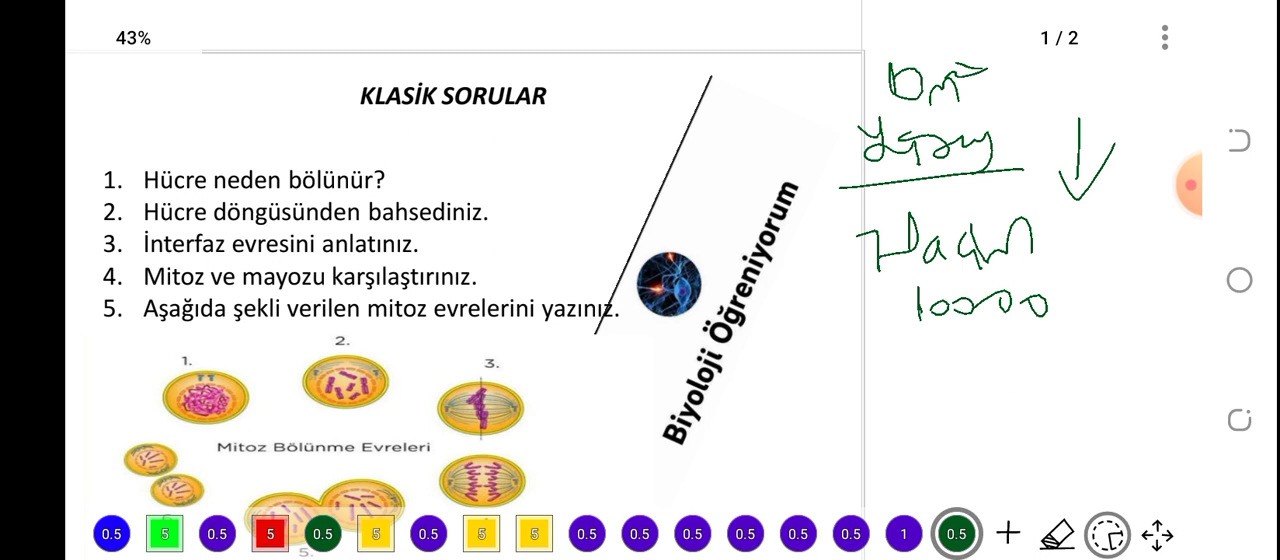 43%
1 / 2
KLASİK SORULAR
1. Hücre neden bölünür?
2. Hücre döngüsünden bahsediniz.
3. İnterfaz evresini anlatınız.
4. Mitoz ve mayozu karşılaştırınız.
5. Aşağıda şekli verilen mitoz evrelerini yazınız.
Biyoloji Öğreniyorum
10000
1.
2.
3.
Mitoz Bölünme Evreleri
5.
0.5 5 0.5 5 0.5 5 0.5 5 5 0.5 0.5 0.5 0.5 0.5 0.5 1 0.5